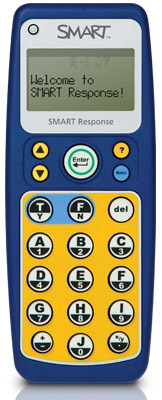 SMART™
Welcome to
SMART Response!
SMART Response
Enter
?
Menu
T
Y
F
N
del
A
1
B
2
C
3
D
4
E
5
F
6
G
7
H
8
I
9
+
−
J
0
x/y
.